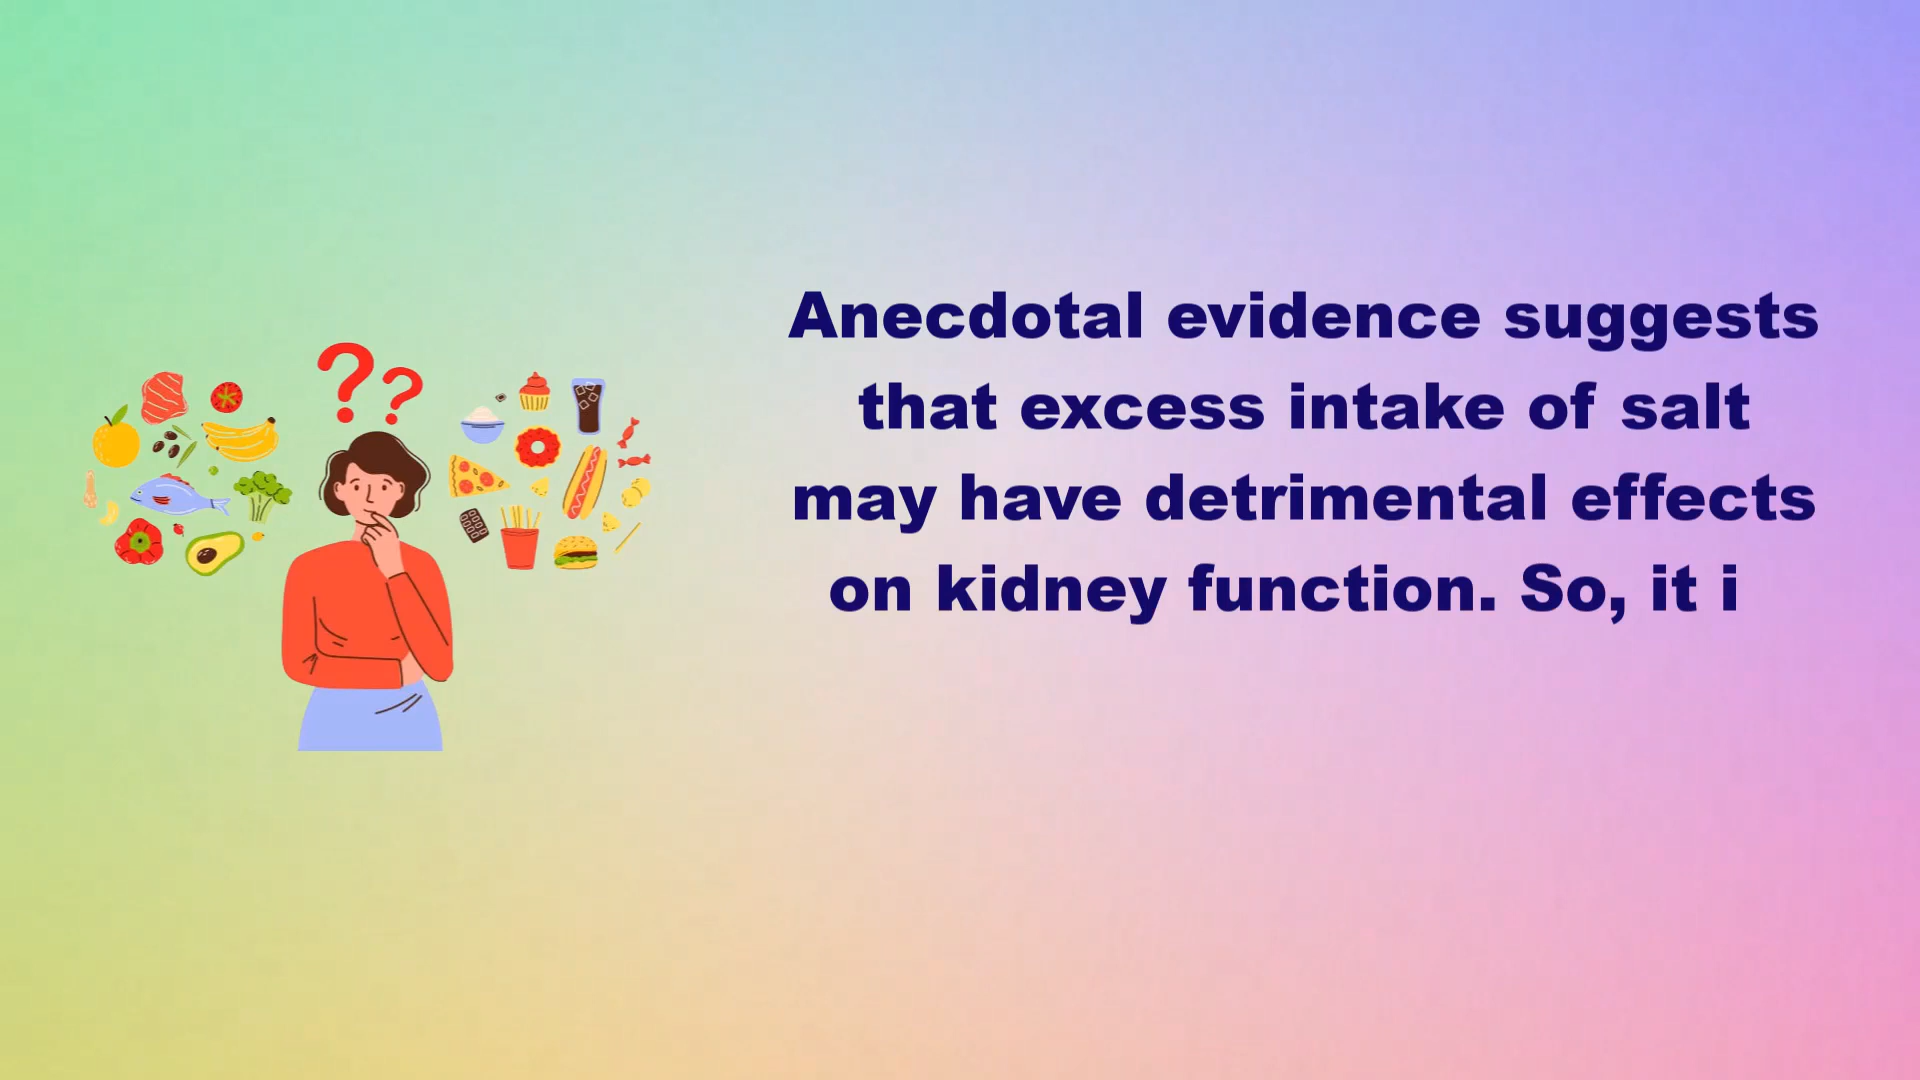 Anecdotal evidence suggests
that excess intake of salt
may have detrimental effects
on kidney function. So, it i
??